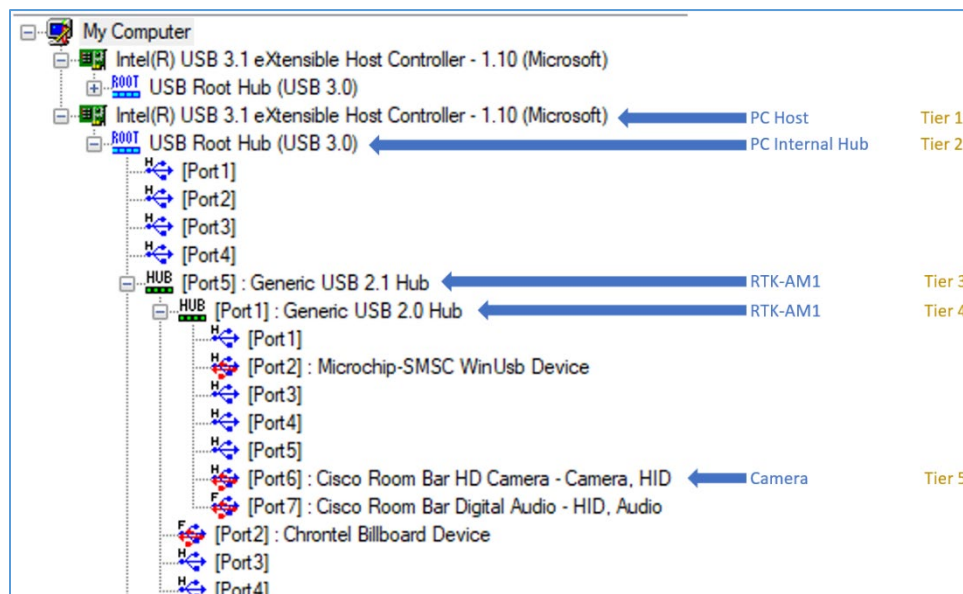 My Computer
Intel(R) USB 3.1 eXtensible Host Controller - 1.10 (Microsoft)
ROOT USB Root Hub (USB 3.0)
Intel(R) USB 3.1 eXtensible Host Controller - 1.10 (Microsoft) PC Host Tier 1
ROOT USB Root Hub (USB 3.0) PC Internal Hub Tier 2
H [Port1]
H [Port2]
H [Port3]
H [Port4]
HUB [Port5] : Generic USB 2.1 Hub RTK-AM1 Tier 3
HUB [Port1] : Generic USB 2.0 Hub RTK-AM1 Tier 4
H [Port1]
H [Port2] : Microchip-SMSC WinUsb Device
H [Port3]
H [Port4]
H [Port5]
H [Port6] : Cisco Room Bar HD Camera - Camera, HID Camera Tier 5
F [Port7] : Cisco Room Bar Digital Audio - HID, Audio
F [Port2] : Chrontel Billboard Device
H [Port3]
H [Port4]